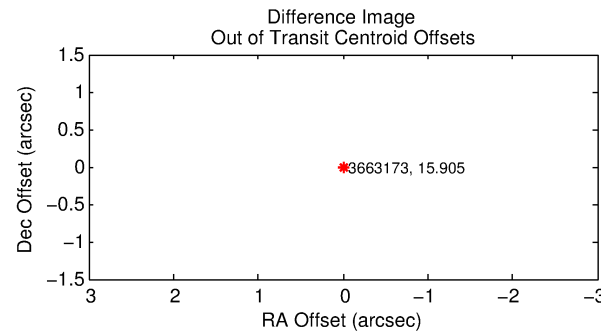 Difference Image
Out of Transit Centroid Offsets
1.5
1
0.5
0
−0.5
−1
−1.5
Dec Offset (arcsec)
3663173, 15.905
3 2 1 0 −1 −2 −3
RA Offset (arcsec)